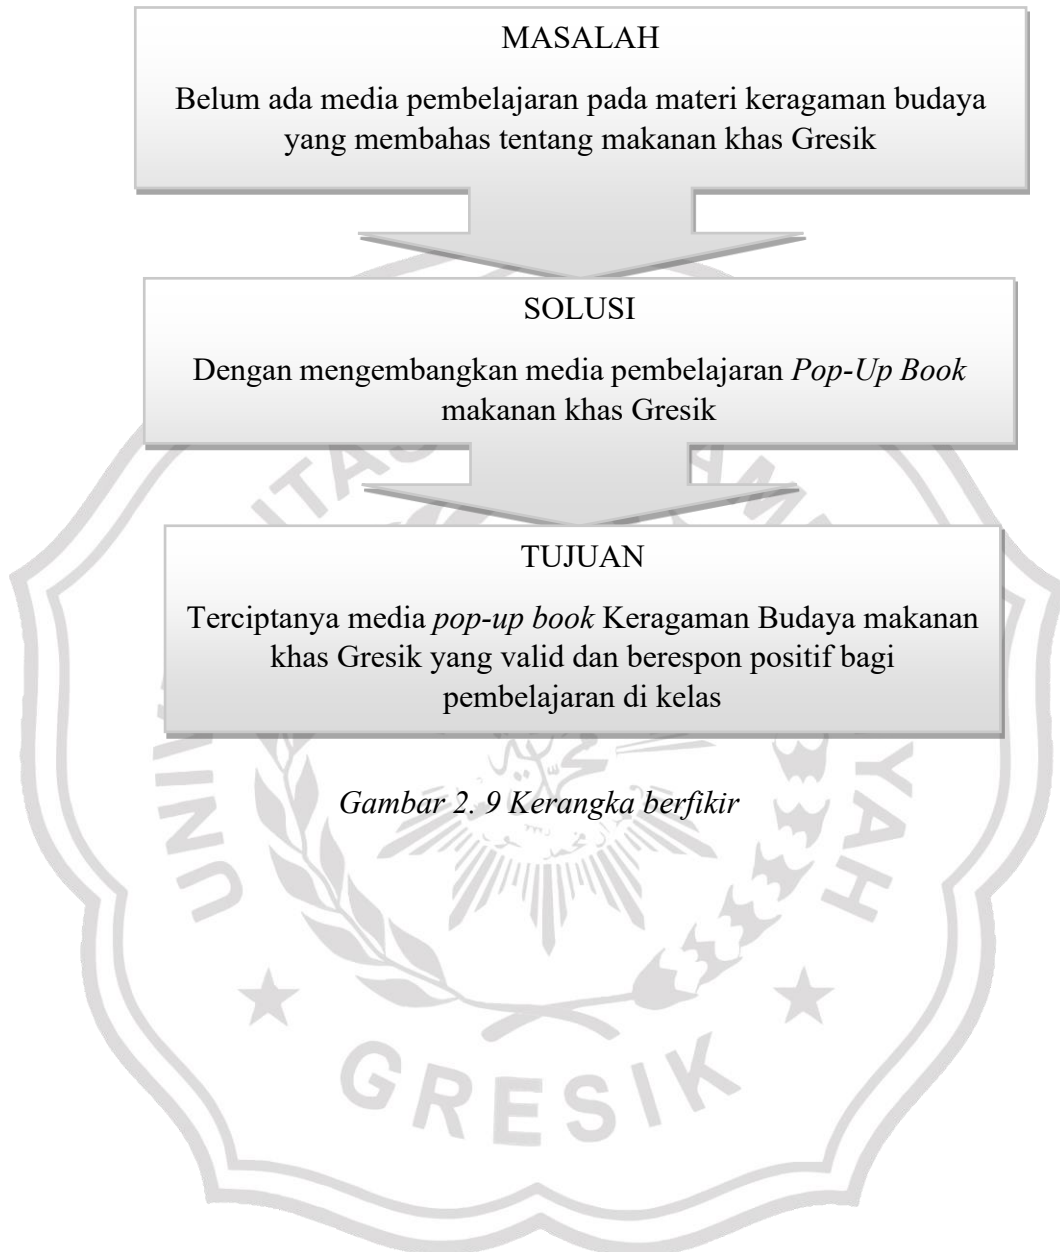 MASALAH
Belum ada media pembelajaran pada materi keragaman budaya
yang membahas tentang makanan khas Gresik
SOLUSI
Dengan mengembangkan media pembelajaran Pop-Up Book
makanan khas Gresik
TUJUAN
Terciptanya media pop-up book Keragaman Budaya makanan
khas Gresik yang valid dan berespon positif bagi
pembelajaran di kelas
Gambar 2. 9 Kerangka berfikir
GRESIK